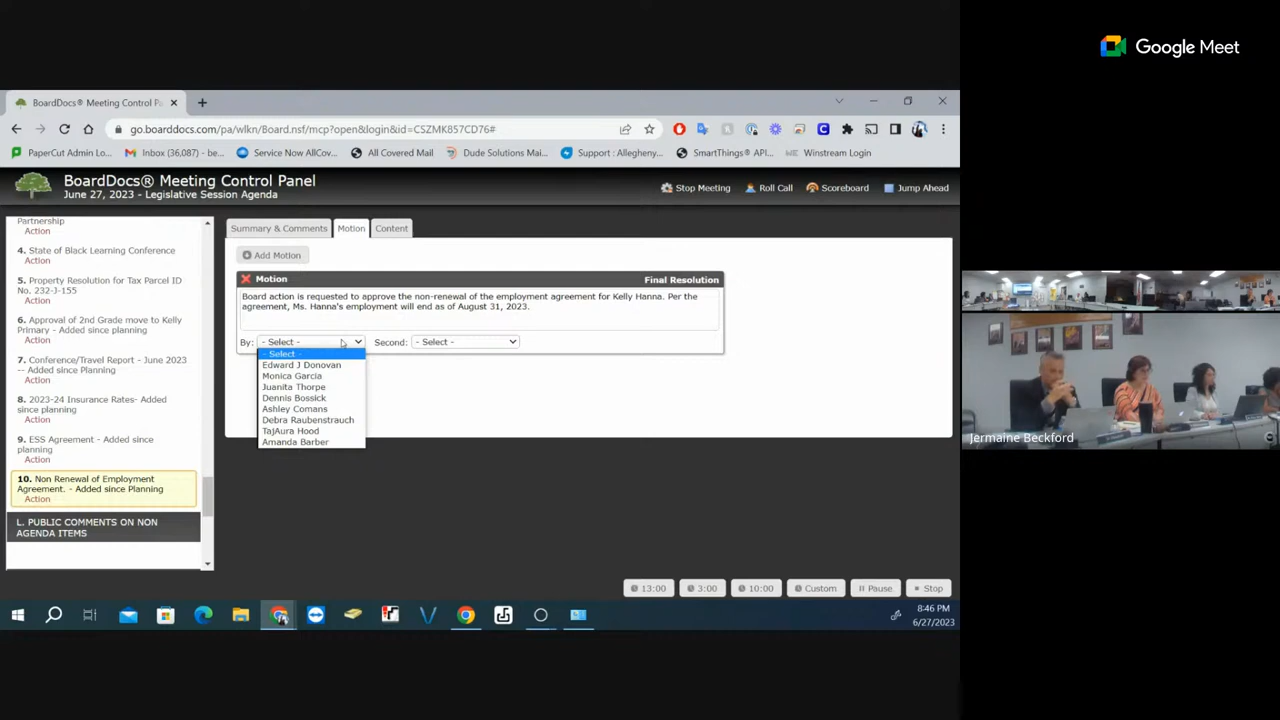 Google Meet
BoardDocs® Meeting Control Pa
go.boarddocs.com/pa/wlkn/Board.nsf/mcp?open&login&id=CSZMK857CD76#
PaperCut Admin Lo...
Inbox (36,087) - be...
Service Now AllCov...
All Covered Mail
Dude Solutions Mai...
Support : Allegheny...
SmartThings® API...
Winstream Login
BoardDocs® Meeting Control Panel
June 27, 2023 - Legislative Session Agenda
Stop Meeting
Roll Call
Scoreboard
Jump Ahead
Partnership
Action
4. State of Black Learning Conference
Action
5. Property Resolution for Tax Parcel ID
No. 232-J-155
Action
6. Approval of 2nd Grade move to Kelly
Primary - Added since planning
Action
7. Conference/Travel Report - June 2023
-- Added since Planning
Action
8. 2023-24 Insurance Rates- Added
since planning
Action
9. ESS Agreement - Added since
planning
Action
10. Non Renewal of Employment
Agreement. - Added since Planning
Action
L. PUBLIC COMMENTS ON NON
AGENDA ITEMS
Summary & Comments
Motion
Content
Add Motion
Motion
Final Resolution
Board action is requested to approve the non-renewal of the employment agreement for Kelly Hanna. Per the
agreement, Ms. Hanna's employment will end as of August 31, 2023.
By: - Select -
Second: - Select -
- Select -
Edward J Donovan
Monica Garcia
Juanita Thorpe
Dennis Bossick
Ashley Comans
Debra Raubenstrauch
TajAura Hood
Amanda Barber
Jermaine Beckford
13:00
3:00
10:00
Custom
Pause
Stop
8:46 PM
6/27/2023